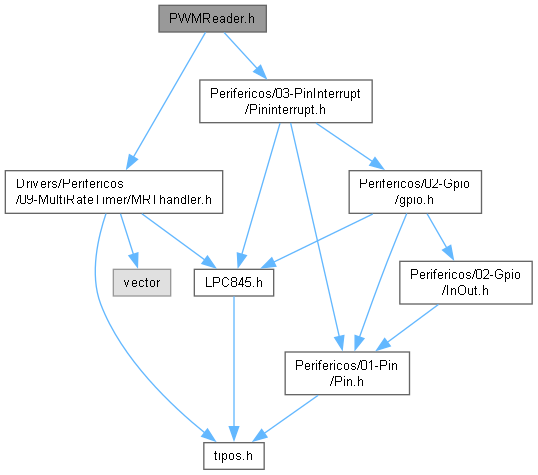 PWMReader.h
Perifericos/03-PinInterrupt
/Pininterrupt.h
Drivers/Perifericos
/09-MultiRateTimer/MRThandler.h
Perifericos/02-Gpio
/gpio.h
vector
LPC845.h
Perifericos/02-Gpio
/InOut.h
Perifericos/01-Pin
/Pin.h
tipos.h